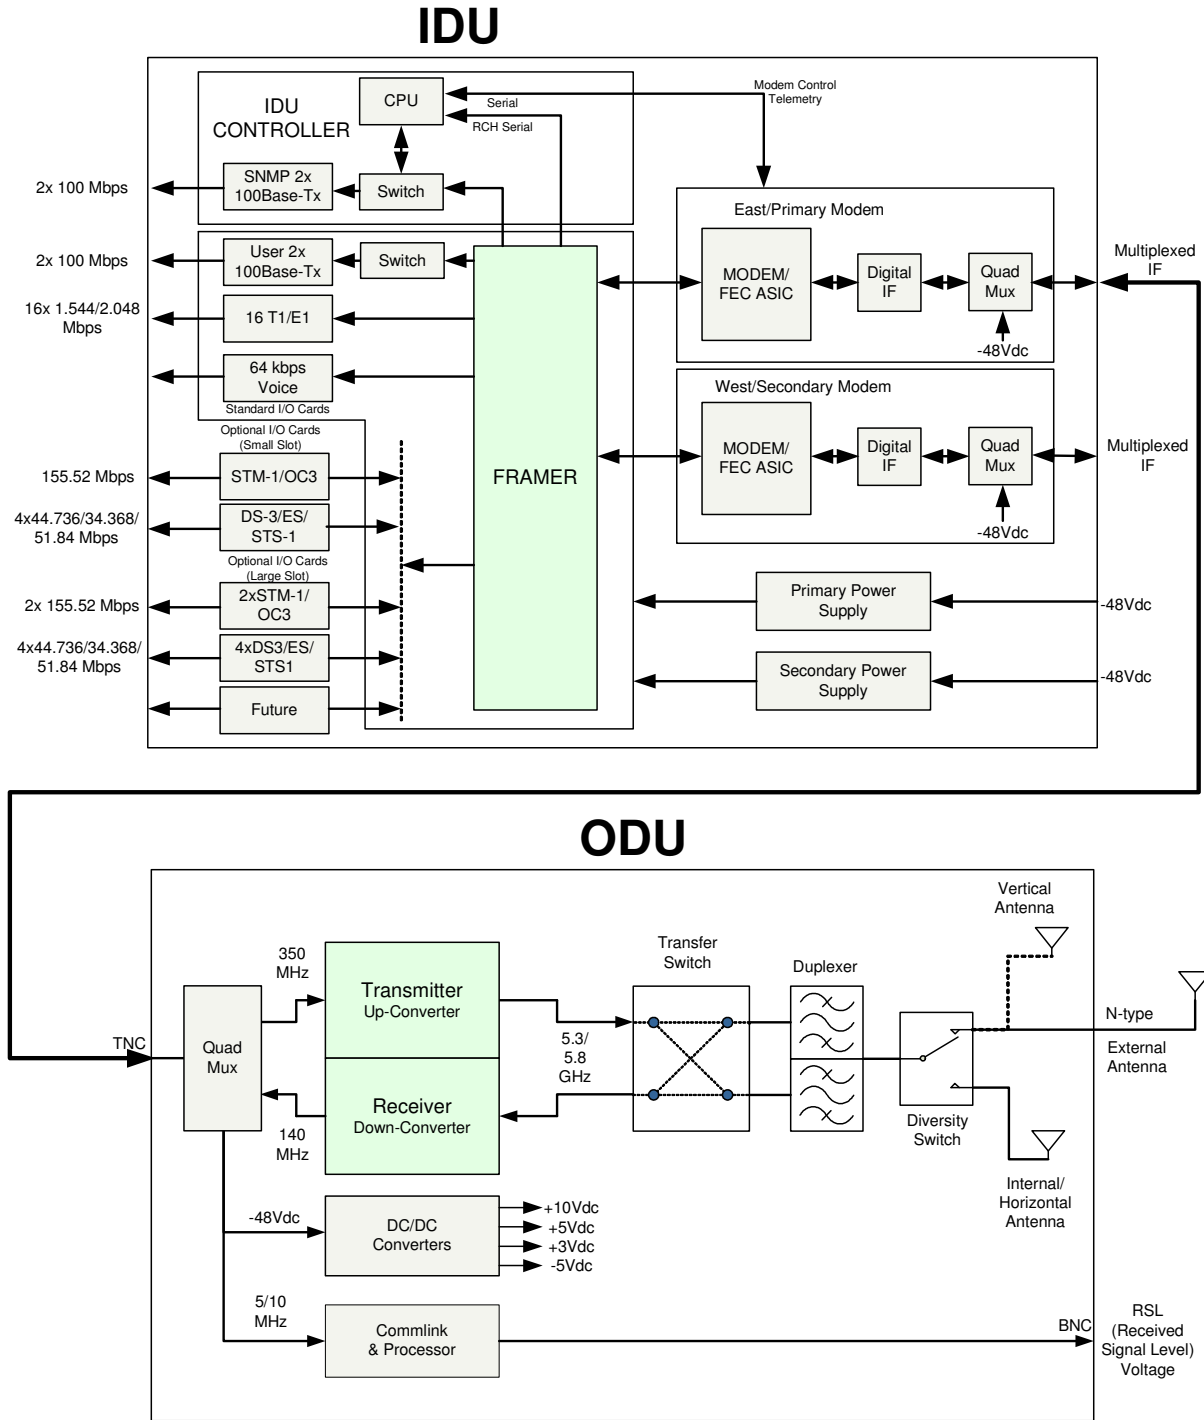 IDU
IDU
CONTROLLER
CPU
Serial
RCH Serial
Modem Control
Telemetry
2x 100 Mbps
SNMP 2x
100Base-Tx
Switch
2x 100 Mbps
User 2x
100Base-Tx
Switch
16x 1.544/2.048
Mbps
16 T1/E1
64 kbps
Voice
Standard I/O Cards
Optional I/O Cards
(Small Slot)
155.52 Mbps
STM-1/OC3
4x44.736/34.368/
51.84 Mbps
DS-3/ES/
STS-1
Optional I/O Cards
(Large Slot)
2x 155.52 Mbps
2xSTM-1/
OC3
4x44.736/34.368/
51.84 Mbps
4xDS3/ES/
STS1
Future
FRAMER
East/Primary Modem
MODEM/
FEC ASIC
Digital
IF
Quad
Mux
-48Vdc
Multiplexed
IF
West/Secondary Modem
MODEM/
FEC ASIC
Digital
IF
Quad
Mux
-48Vdc
Multiplexed
IF
Primary Power
Supply
-48Vdc
Secondary Power
Supply
-48Vdc
ODU
TNC
Quad
Mux
350
MHz
Transmitter
Up-Converter
Receiver
Down-Converter
140
MHz
5.3/
5.8
GHz
Transfer
Switch
Duplexer
Diversity
Switch
Vertical
Antenna
N-type
External
Antenna
Internal/
Horizontal
Antenna
-48Vdc
DC/DC
Converters
+10Vdc
+5Vdc
+3Vdc
-5Vdc
5/10
MHz
Commlink
& Processor
BNC
RSL
(Received
Signal Level)
Voltage